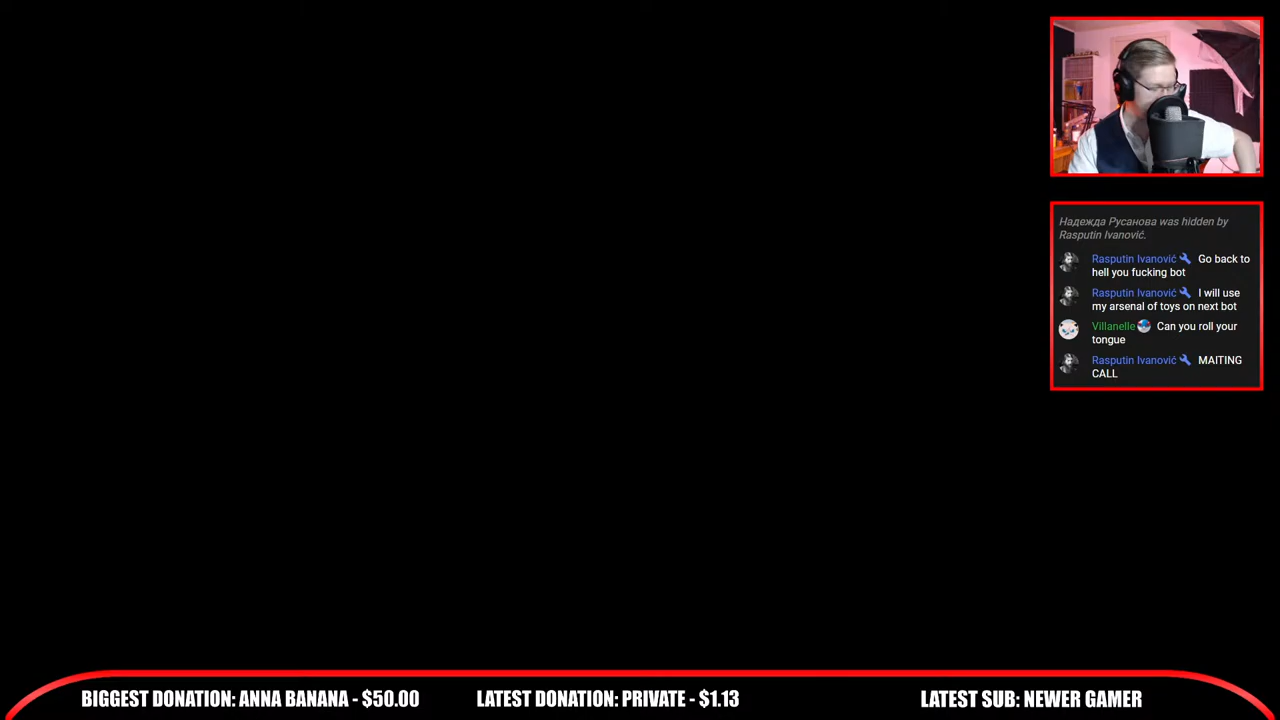 Надежда Русанова was hidden by
Rasputin Ivanović.
Rasputin Ivanović Go back to
hell you fucking bot
Rasputin Ivanović I will use
my arsenal of toys on next bot
Villanelle Can you roll your
tongue
Rasputin Ivanović MAITING
CALL
BIGGEST DONATION: ANNA BANANA - $50.00 LATEST DONATION: PRIVATE - $1.13 LATEST SUB: NEWER GAMER